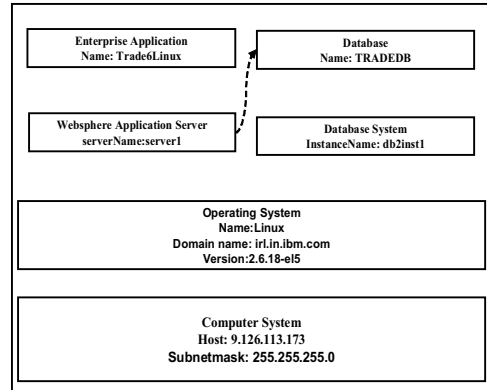 Enterprise Application
Name: Trade6Linux
Database
Name: TRADEDB
Websphere Application Server
serverName:server1
Database System
InstanceName: db2inst1
Operating System
Name:Linux
Domain name: irl.in.ibm.com
Version:2.6.18-el5
Computer System
Host: 9.126.113.173
Subnetmask: 255.255.255.0